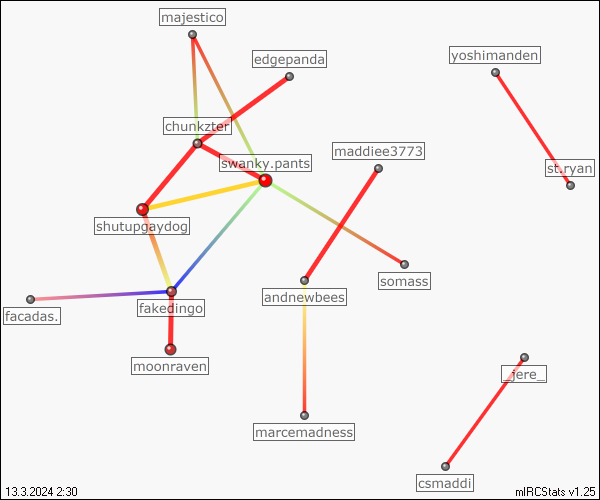 majestico
edgepanda
yoshimanden
chunkzter
maddiee3773
swanky.pants
st.ryan
shutupgaydog
somass
andnewbees
facadas.
fakedingo
moonraven
_jere_
marcemadness
csmaddi
13.3.2024 2:30
mIRCStats v1.25